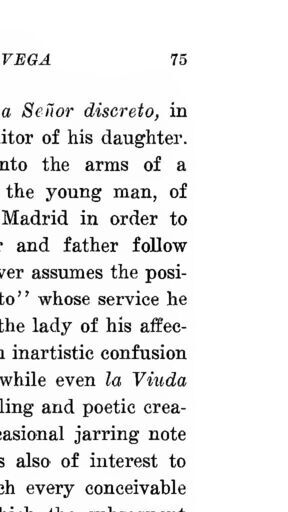 VEGA 75
a Señor discreto, in
itor of his daughter.
nto the arms of a
the young man, of
Madrid in order to
and father follow
ver assumes the posi-
to'' whose service he
the lady of his affec-
inartistic confusion
while even la Viuda
ling and poetic crea-
casional jarring note
s also of interest to
ch every conceivable
which the subsequent